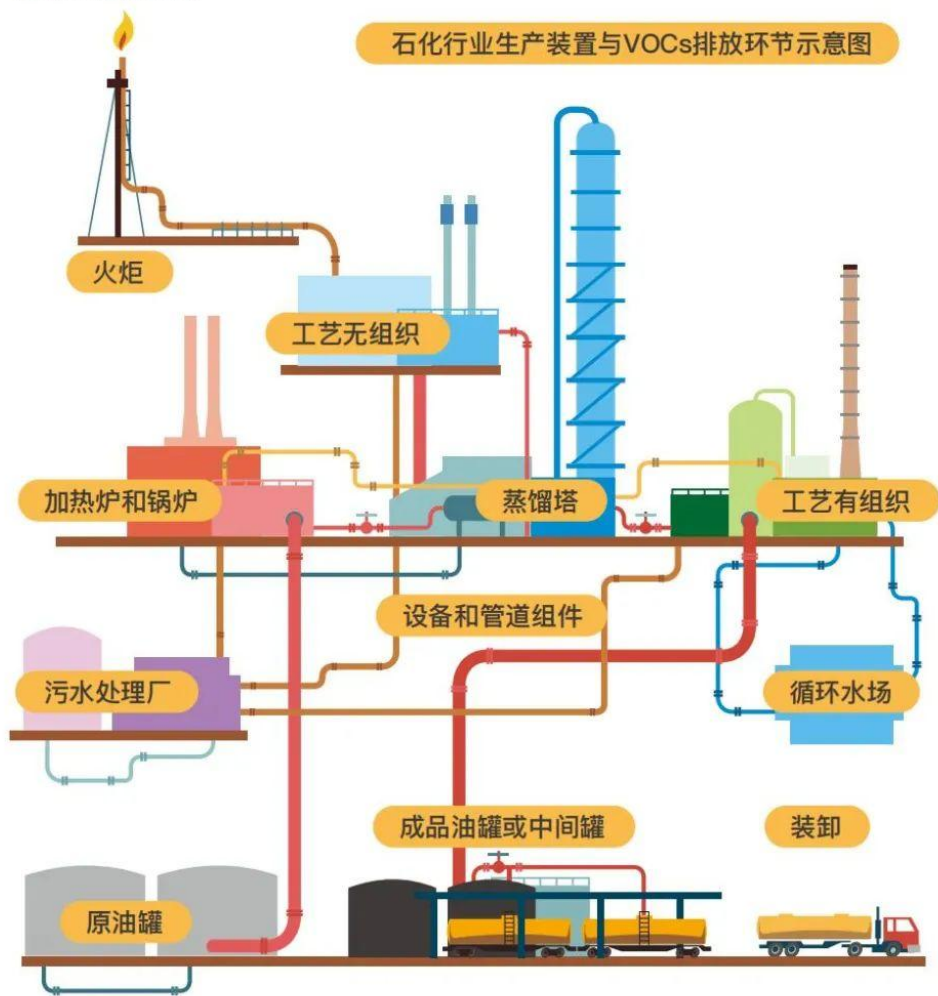 石化行业生产装置与VOCs排放环节示意图
火炬
工艺无组织
加热炉和锅炉
蒸馏塔
工艺有组织
设备和管道组件
污水处理厂
循环水场
成品油罐或中间罐
装卸
原油罐